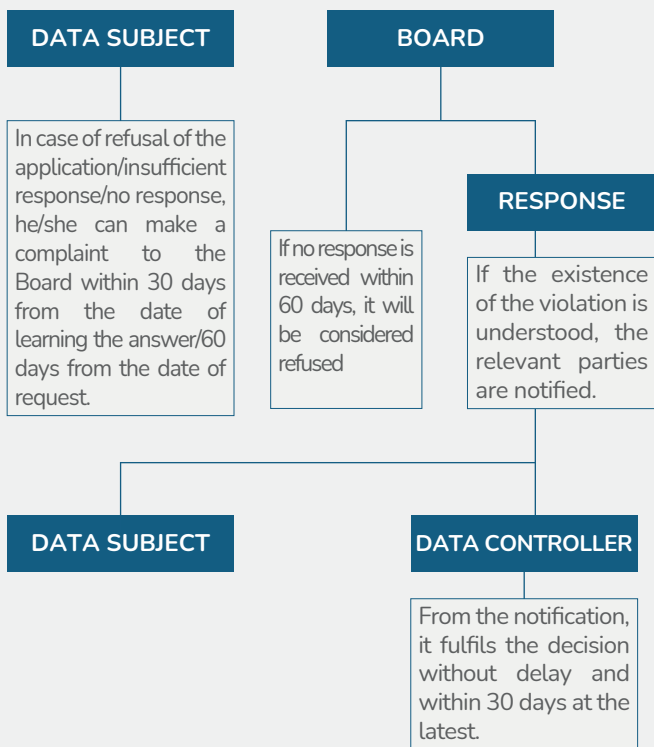 DATA SUBJECT
In case of refusal of the
application/insufficient
response/no response,
he/she can make a
complaint to the
Board within 30 days
from the date of
learning the answer/60
days from the date of
request.
BOARD
If no response is
received within
60 days, it will
be considered
refused
RESPONSE
If the existence
of the violation is
understood, the
relevant parties
are notified.
DATA SUBJECT
DATA CONTROLLER
From the notification,
it fulfils the decision
without delay and
within 30 days at the
latest.